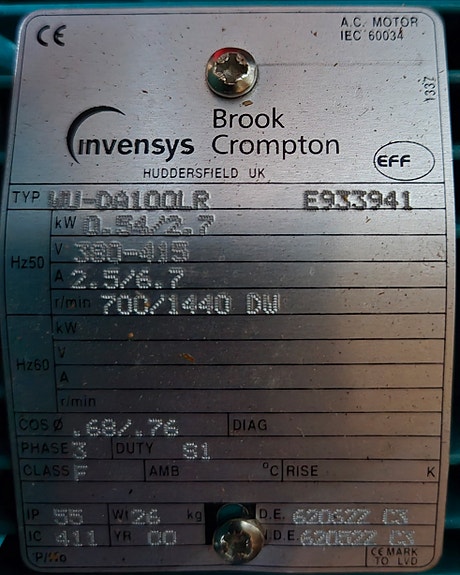 CE A.C. MOTOR
IEC 60034
1337
Brook
invensys Crompton
HUDDERSFIELD UK
EFF
TYP WU-DA100LR E933941
Hz50
kW 0.54/2.7
V 380-415
A 2.5/6.7
r/min 700/1440 DW
Hz60
kW
V
A
r/min
COS Ø .68/.76 DIAG
PHASE 3 DUTY S1
CLASS F AMB °C RISE K
IP 55 Wt 26 kg D.E. 6206ZZ C3
IC 411 YR 00 N.D.E. 6205ZZ C3
P/No CE MARK
TO LVD